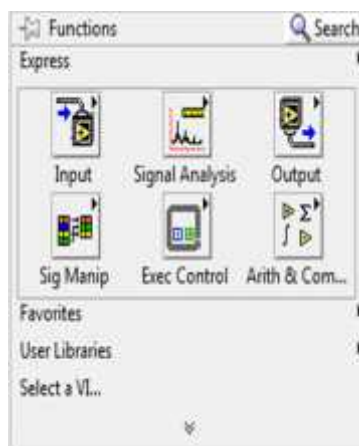 Functions Search
Express
Input Signal Analysis Output
Sig Manip Exec Control Arith & Com...
Favorites
User Libraries
Select a VI...